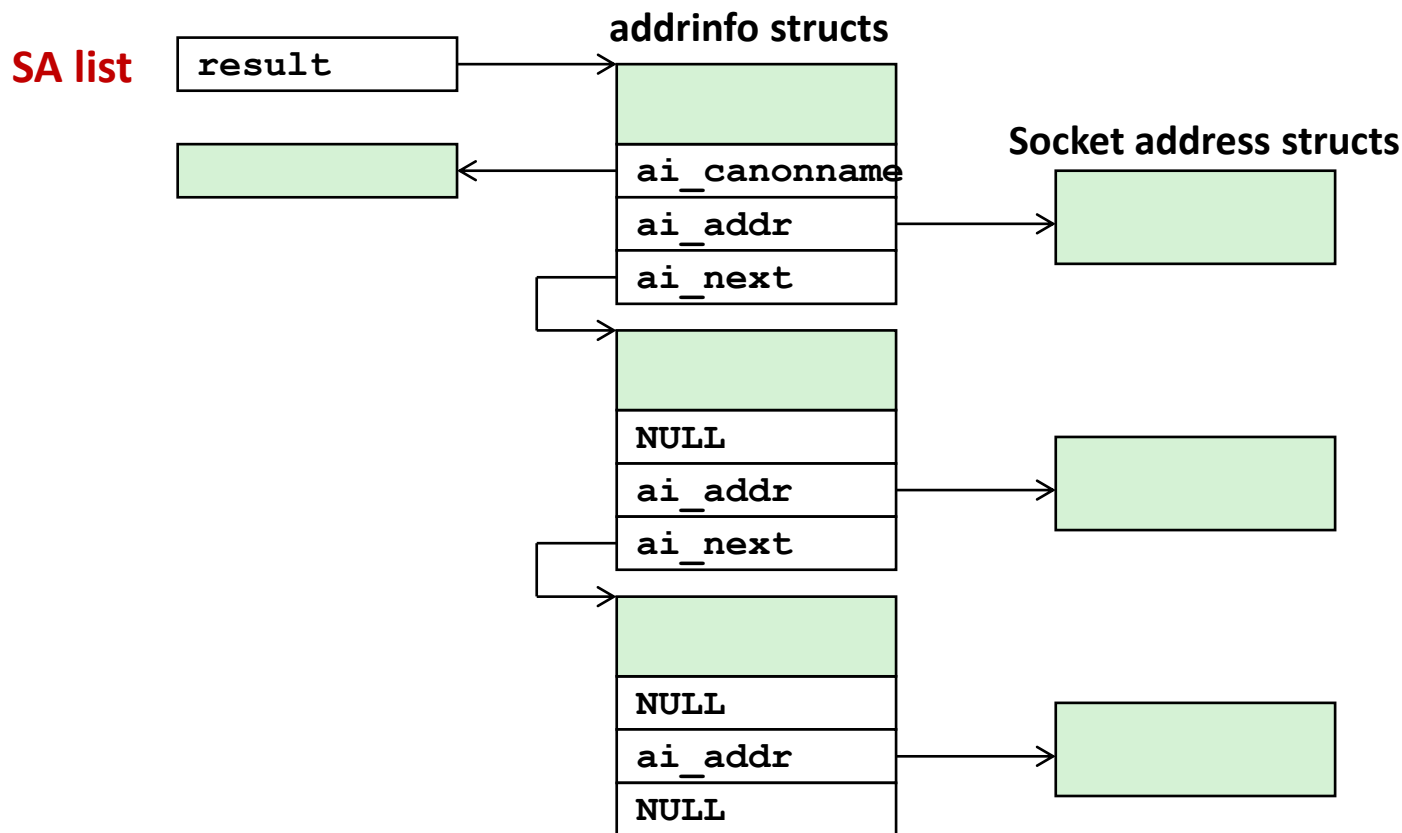 addrinfo structs
SA list
result
Socket address structs
ai_canonname
ai_addr
ai_next
NULL
ai_addr
ai_next
NULL
ai_addr
NULL